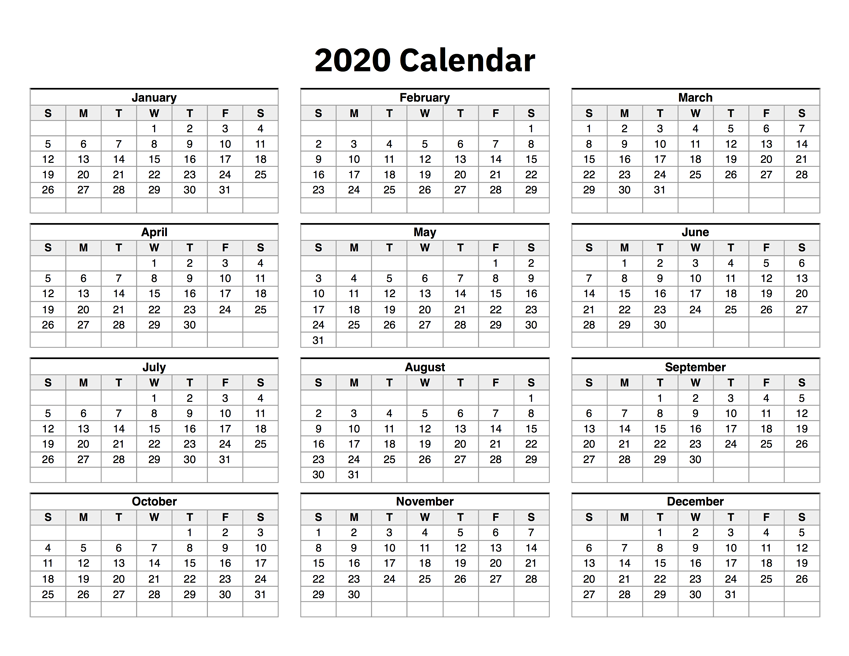 2020 Calendar
January
S M T W T F S
1 2 3 4
5 6 7 8 9 10 11
12 13 14 15 16 17 18
19 20 21 22 23 24 25
26 27 28 29 30 31
February
S M T W T F S
1
2 3 4 5 6 7 8
9 10 11 12 13 14 15
16 17 18 19 20 21 22
23 24 25 26 27 28 29
March
S M T W T F S
1 2 3 4 5 6 7
8 9 10 11 12 13 14
15 16 17 18 19 20 21
22 23 24 25 26 27 28
29 30 31
April
S M T W T F S
1 2 3 4
5 6 7 8 9 10 11
12 13 14 15 16 17 18
19 20 21 22 23 24 25
26 27 28 29 30
May
S M T W T F S
1 2
3 4 5 6 7 8 9
10 11 12 13 14 15 16
17 18 19 20 21 22 23
24 25 26 27 28 29 30
31
June
S M T W T F S
1 2 3 4 5 6
7 8 9 10 11 12 13
14 15 16 17 18 19 20
21 22 23 24 25 26 27
28 29 30
July
S M T W T F S
1 2 3 4
5 6 7 8 9 10 11
12 13 14 15 16 17 18
19 20 21 22 23 24 25
26 27 28 29 30 31
August
S M T W T F S
1
2 3 4 5 6 7 8
9 10 11 12 13 14 15
16 17 18 19 20 21 22
23 24 25 26 27 28 29
30 31
September
S M T W T F S
1 2 3 4 5
6 7 8 9 10 11 12
13 14 15 16 17 18 19
20 21 22 23 24 25 26
27 28 29 30
October
S M T W T F S
1 2 3
4 5 6 7 8 9 10
11 12 13 14 15 16 17
18 19 20 21 22 23 24
25 26 27 28 29 30 31
November
S M T W T F S
1 2 3 4 5 6 7
8 9 10 11 12 13 14
15 16 17 18 19 20 21
22 23 24 25 26 27 28
29 30
December
S M T W T F S
1 2 3 4 5
6 7 8 9 10 11 12
13 14 15 16 17 18 19
20 21 22 23 24 25 26
27 28 29 30 31